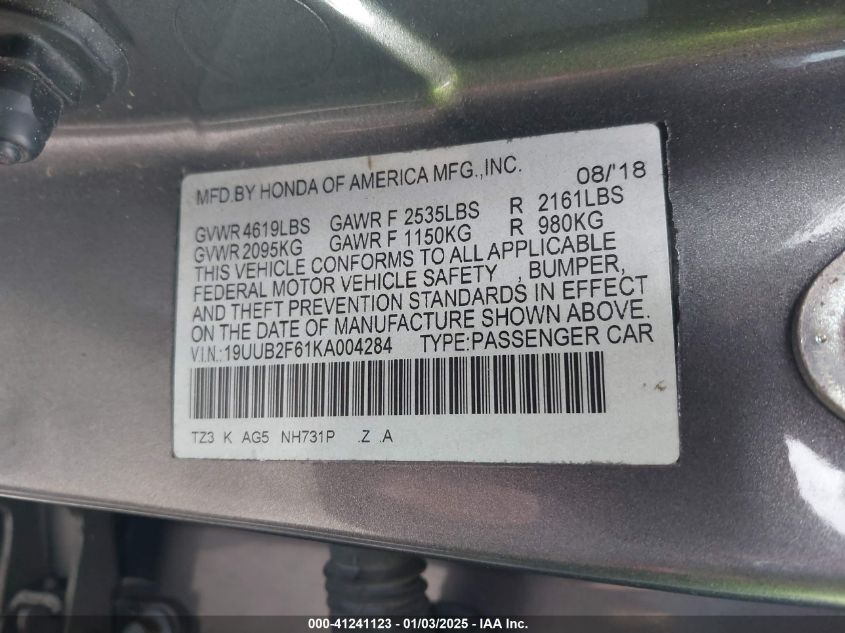 MFD.BY HONDA OF AMERICA MFG.,INC. 08/'18
GVWR 4619LBS GAWR F 2535LBS R 2161LBS
GVWR 2095KG GAWR F 1150KG R 980KG
THIS VEHICLE CONFORMS TO ALL APPLICABLE
FEDERAL MOTOR VEHICLE SAFETY , BUMPER,
AND THEFT PREVENTION STANDARDS IN EFFECT
ON THE DATE OF MANUFACTURE SHOWN ABOVE.
V.I.N.:19UUB2F61KA004284 TYPE:PASSENGER CAR
TZ3 K AG5 NH731P .Z .A
000-41241123 - 01/03/2025 - IAA Inc.